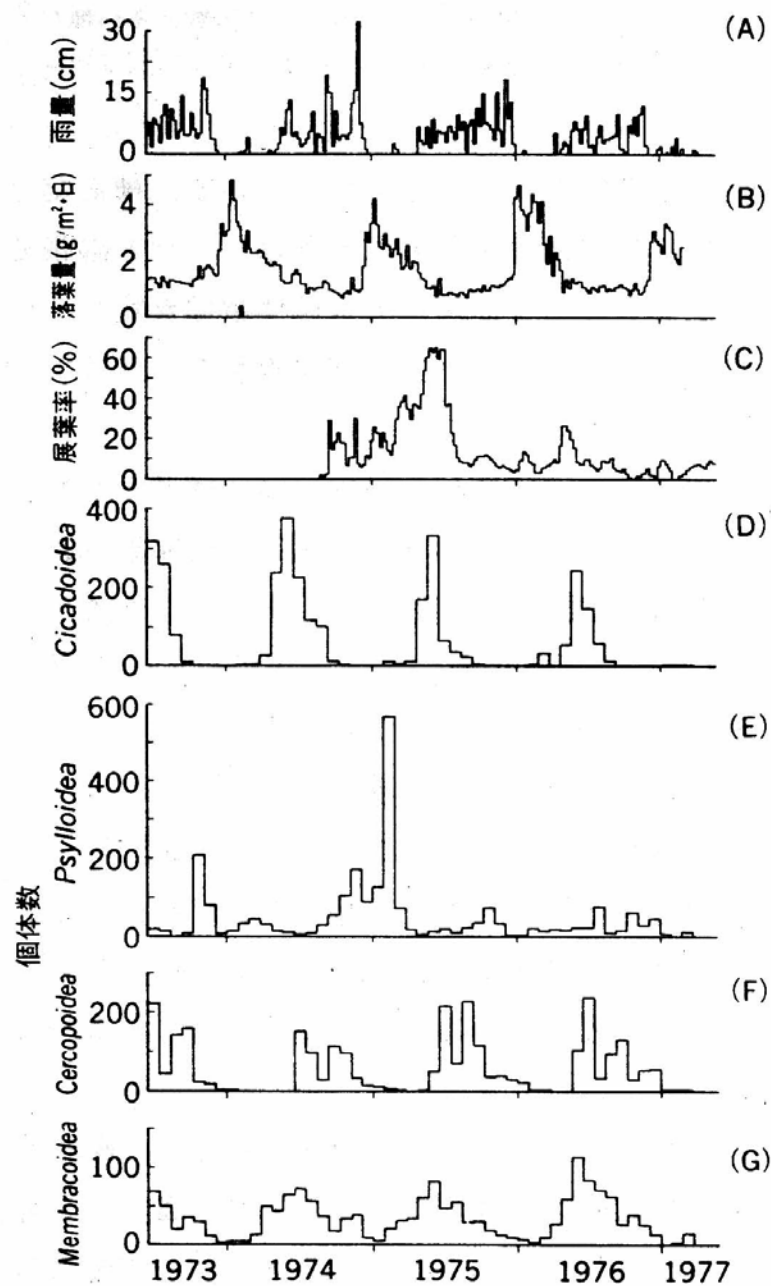 (A)
雨量(cm)
30
15
0
(B)
落葉量(g/m²・日)
4
2
0
(C)
展葉率(%)
60
40
20
0
(D)
Cicadoidea
400
200
0
(E)
Psylloidea
600
400
200
0
個体数
(F)
Cercopoidea
200
0
(G)
Membracoidea
100
0
1973 1974 1975 1976 1977